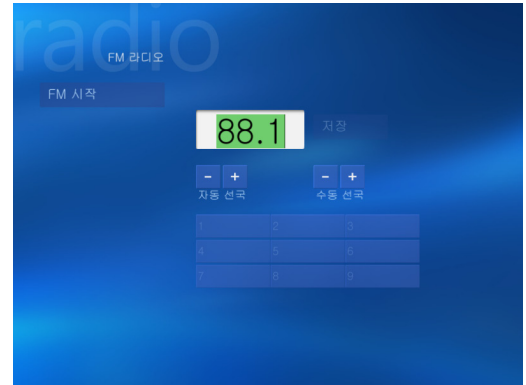 radio
FM 라디오
FM 시작
88.1
저장
- +
- +
자동 선국
수동 선국
1 2 3
4 5 6
7 8 9